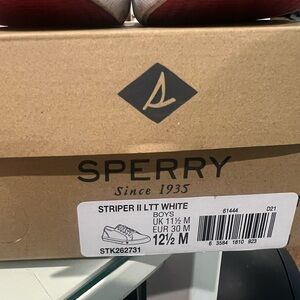 SPERRY
Since 1935
STRIPER II LTT WHITE
BOYS
UK 11½ M
EUR 30 M
12½ M
STK262731
61444 D21
6 3584 1810 923